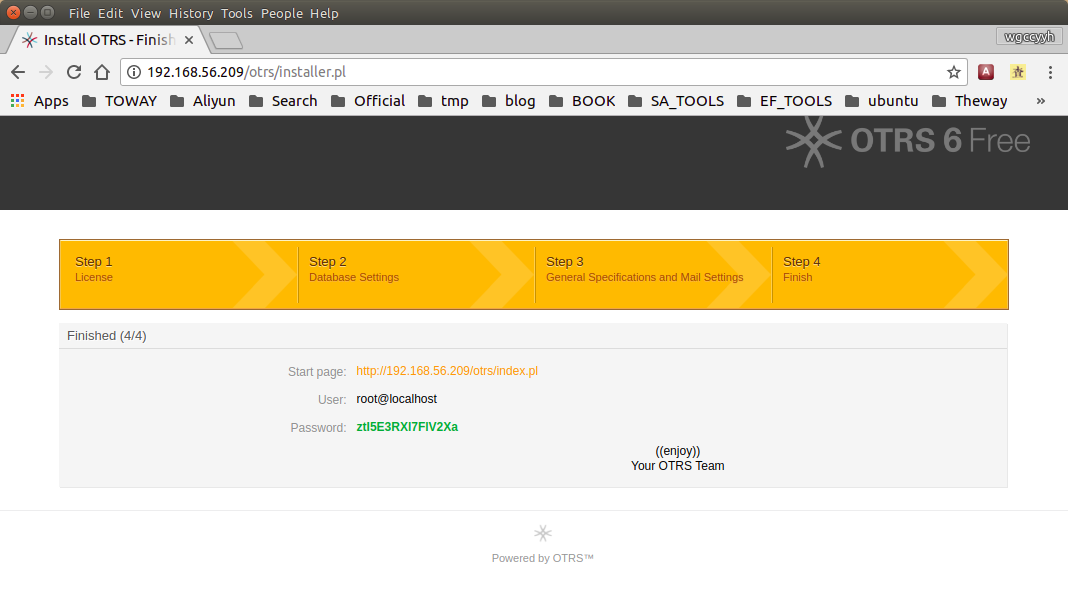 File Edit View History Tools People Help
Install OTRS - Finish
wgccyyh
192.168.56.209/otrs/installer.pl
Apps TOWAY Aliyun Search Official tmp blog BOOK SA_TOOLS EF_TOOLS ubuntu Theway »
OTRS 6 Free
Step 1
License
Step 2
Database Settings
Step 3
General Specifications and Mail Settings
Step 4
Finish
Finished (4/4)
Start page: http://192.168.56.209/otrs/index.pl
User: root@localhost
Password: ztI5E3RXI7FlV2Xa
((enjoy))
Your OTRS Team
Powered by OTRS™